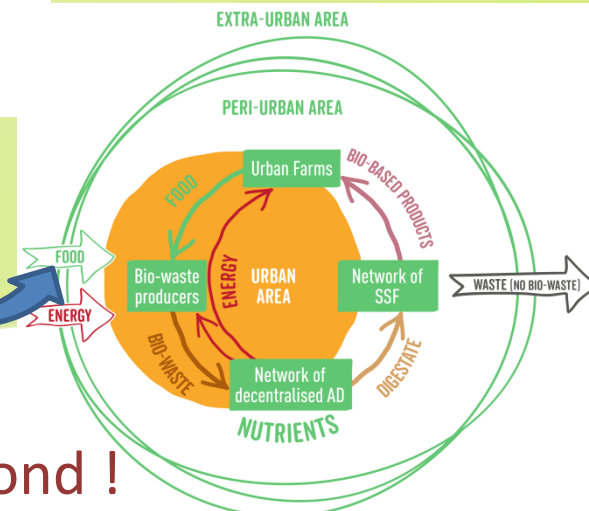 EXTRA-URBAN AREA
PERI-URBAN AREA
Urban Farms
FOOD
BIO-BASED PRODUCTS
FOOD
ENERGY
Bio-waste
producers
ENERGY
URBAN
AREA
Network of
SSF
WASTE (NO BIO-WASTE)
BIO-WASTE
Network of
decentralised AD
DIGESTATE
NUTRIENTS
ond !